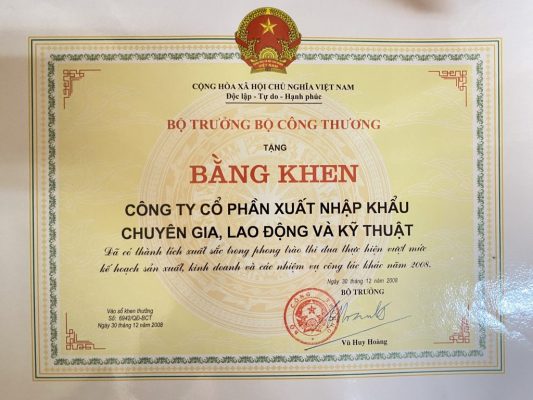 CỘNG HÒA XÃ HỘI CHỦ NGHĨA VIỆT NAM
Độc lập - Tự do - Hạnh phúc
BỘ TRƯỞNG BỘ CÔNG THƯƠNG
TẶNG
BẰNG KHEN
CÔNG TY CỔ PHẦN XUẤT NHẬP KHẨU
CHUYÊN GIA, LAO ĐỘNG VÀ KỸ THUẬT
Đã có thành tích xuất sắc trong phong trào thi đua thực hiện vượt mức
kế hoạch sản xuất, kinh doanh và các nhiệm vụ công tác khác năm 2008.
Ngày 30 tháng 12 năm 2008
BỘ TRƯỞNG
Vào sổ khen thưởng
Số: 6943/QĐ-BCT
Ngày 30 tháng 12 năm 2008
Vũ Huy Hoàng